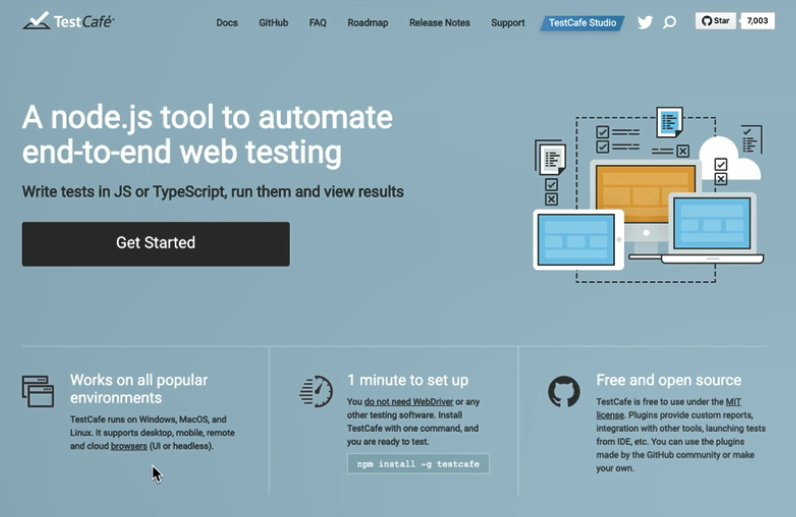 TestCafé
Docs GitHub FAQ Roadmap Release Notes Support TestCafe Studio Star 7,003
A node.js tool to automate
end-to-end web testing
Write tests in JS or TypeScript, run them and view results
Get Started
Works on all popular
environments
TestCafe runs on Windows, MacOS, and
Linux. It supports desktop, mobile, remote
and cloud browsers (UI or headless).
1 minute to set up
You do not need WebDriver or any
other testing software. Install
TestCafe with one command, and
you are ready to test.
npm install -g testcafe
Free and open source
TestCafe is free to use under the MIT
license. Plugins provide custom reports,
integration with other tools, launching tests
from IDE, etc. You can use the plugins
made by the GitHub community or make
your own.